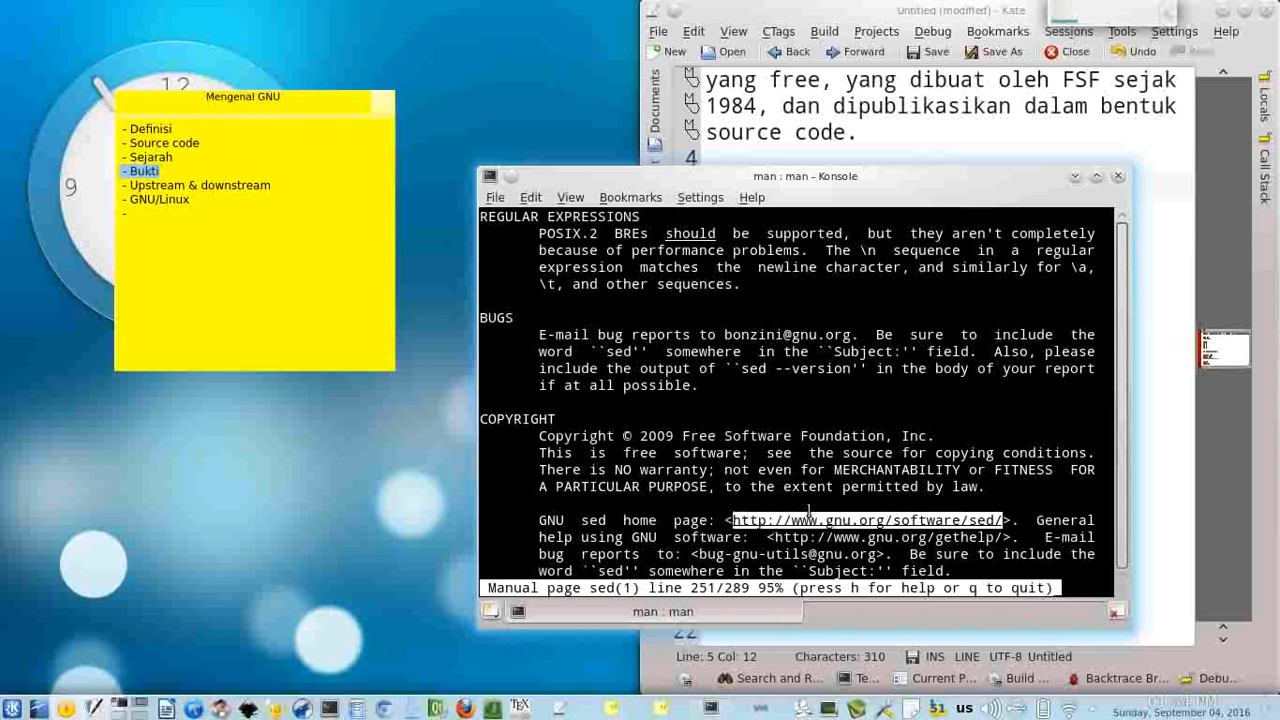 Untitled [modified] – Kate
File Edit View CTags Build Projects Debug Bookmarks Sessions Tools Settings Help
New Open Back Forward Save Save As Close Undo
Documents
yang free, yang dibuat oleh FSF sejak
1984, dan dipublikasikan dalam bentuk
source code.
4
Locals
Call Stack
12
9
Mengenal GNU
- Definisi
- Source code
- Sejarah
- Bukti
- Upstream & downstream
- GNU/Linux
-
man : man – Konsole
File Edit View Bookmarks Settings Help
REGULAR EXPRESSIONS
POSIX.2 BREs should be supported, but they aren't completely
because of performance problems. The \n sequence in a regular
expression matches the newline character, and similarly for \a,
\t, and other sequences.
BUGS
E-mail bug reports to bonzini@gnu.org. Be sure to include the
word ``sed'' somewhere in the ``Subject:'' field. Also, please
include the output of ``sed --version'' in the body of your report
if at all possible.
COPYRIGHT
Copyright © 2009 Free Software Foundation, Inc.
This is free software; see the source for copying conditions.
There is NO warranty; not even for MERCHANTABILITY or FITNESS FOR
A PARTICULAR PURPOSE, to the extent permitted by law.
GNU sed home page: <http://www.gnu.org/software/sed/>. General
help using GNU software: <http://www.gnu.org/gethelp/>. E-mail
bug reports to: <bug-gnu-utils@gnu.org>. Be sure to include the
word ``sed'' somewhere in the ``Subject:'' field.
Manual page sed(1) line 251/289 95% (press h for help or q to quit)
man : man
22
Line: 5 Col: 12 Characters: 310 INS LINE UTF-8 Untitled
Search and R... Te... Current P... Build ... Backtrace Br... Debu...
us
Sunday, September 04, 2016